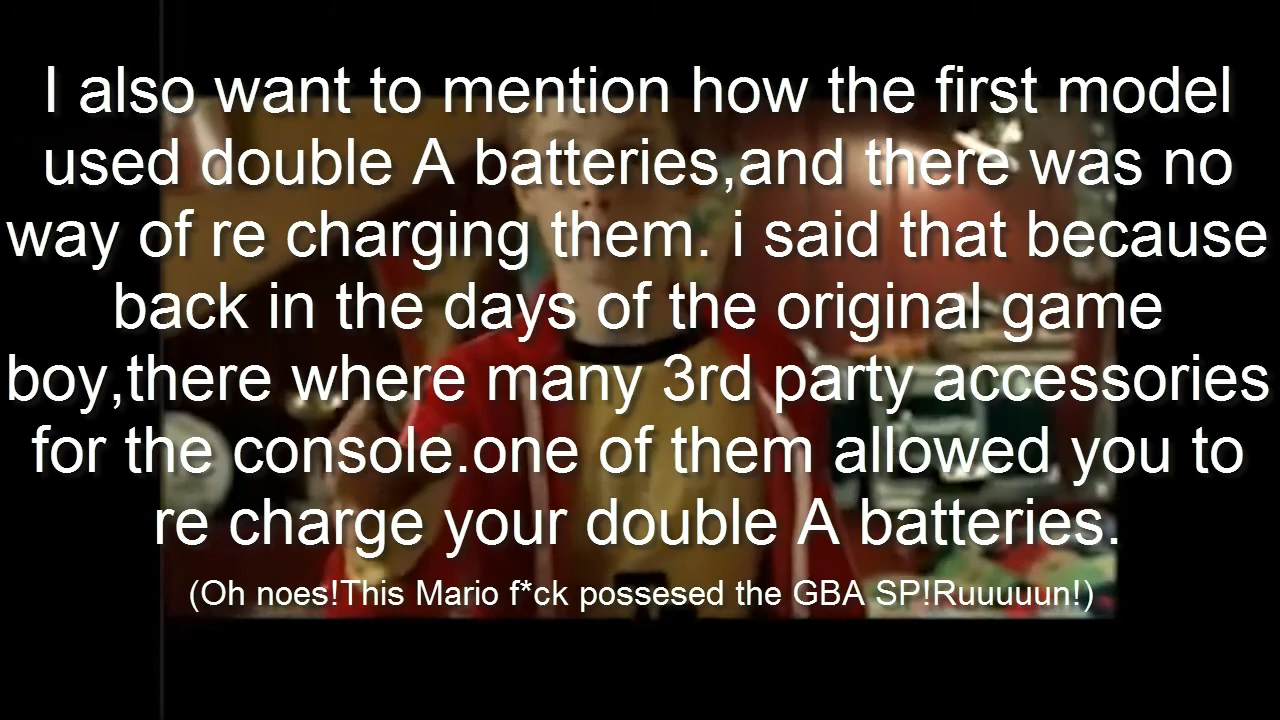 I also want to mention how the first model
used double A batteries,and there was no
way of re charging them. i said that because
back in the days of the original game
boy,there where many 3rd party accessories
for the console.one of them allowed you to
re charge your double A batteries.
(Oh noes!This Mario f*ck possesed the GBA SP!Ruuuuun!)